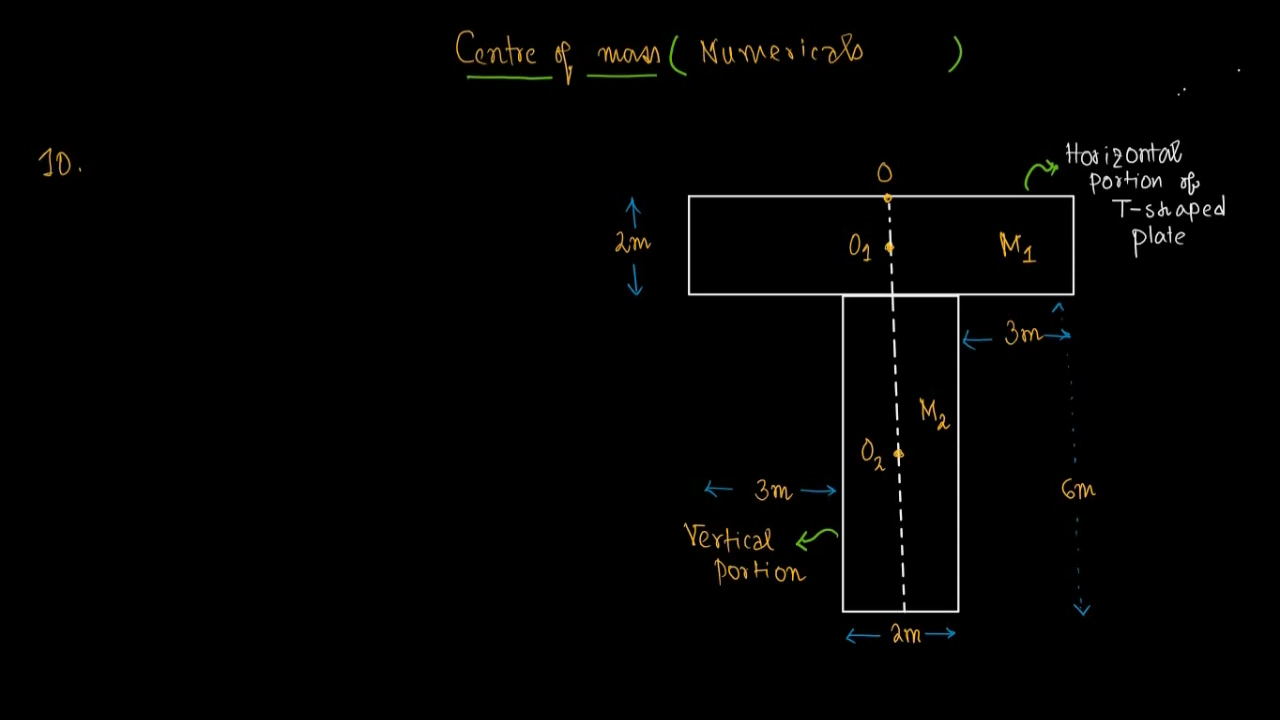 Centre of mass ( Numericals )
10.
Horizontal
portion of
T-shaped
plate
O
2m
O1
M1
3m
M2
O2
3m
6m
Vertical
portion
2m